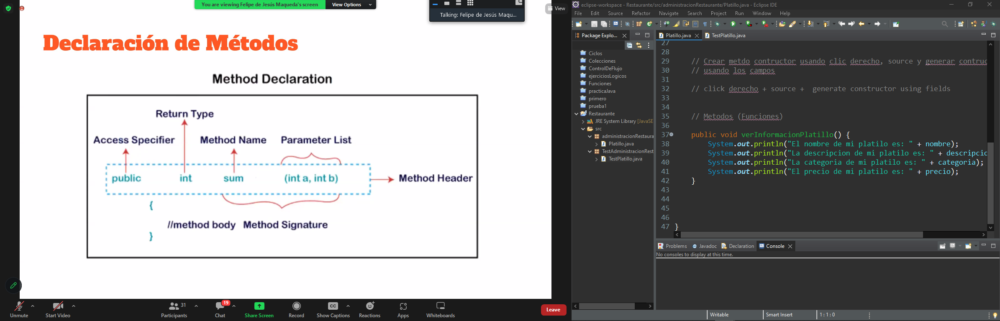 You are viewing Felipe de Jesús Maqueda's screen
View Options
Talking: Felipe de Jesús Maqu...
View
Declaración de Métodos
Method Declaration
Return Type
Access Specifier
Method Name
Parameter List
public int sum (int a, int b)
Method Header
{
//method body
Method Signature
}
Unmute
Start Video
31
Participants
19
Chat
Share Screen
Record
CC
Show Captions
Reactions
Apps
Whiteboards
Leave
eclipse-workspace - Restaurante/src/administracionRestaurante/Platillo.java - Eclipse IDE
File Edit Source Refactor Navigate Search Project Run Window Help
Package Explo...
Ciclos
Colecciones
ControlDeFlujo
ejerciciosLogicos
Funciones
practicaJava
primero
prueba1
Restaurante
JRE System Library [JavaSE
src
administracionRestaura
Platillo.java
TestAdministracionRest
TestPlatillo.java
Platillo.java
TestPlatillo.java
27
28
29 // Crear metdo contructor usando clic derecho, source y generar contruc
30 // usando los campos
31
32 // click derecho + source +  generate constructor using fields
33
34
35 // Metodos (Funciones)
36
37 public void verInformacionPlatillo() {
38 System.out.println("El nombre de mi platilo es: " + nombre);
39 System.out.println("La descripcion de mi platilo es: " + descripcio
40 System.out.println("La categoria de mi platilo es: " + categoria);
41 System.out.println("El precio de mi platilo es: " + precio);
42 }
43
44
45
46
47 }
Problems
Javadoc
Declaration
Console
No consoles to display at this time.
Writable
Smart Insert
1 : 1 : 0